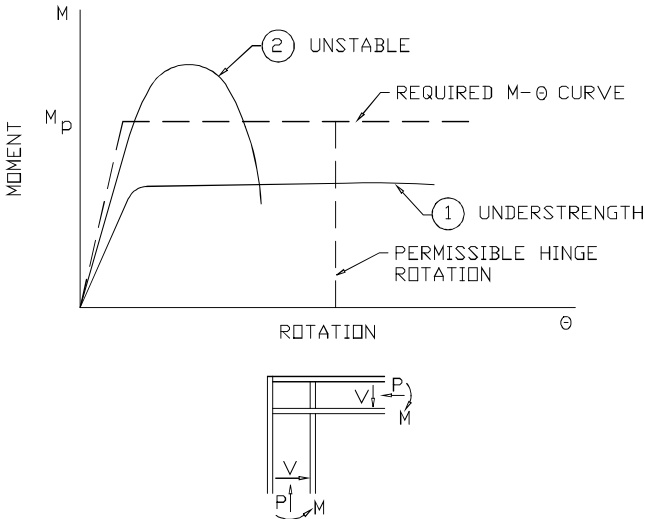 M
2 UNSTABLE
REQUIRED M-Θ CURVE
Mp
MOMENT
1 UNDERSTRENGTH
PERMISSIBLE HINGE
ROTATION
ROTATION
Θ
P
V
M
V
P
M